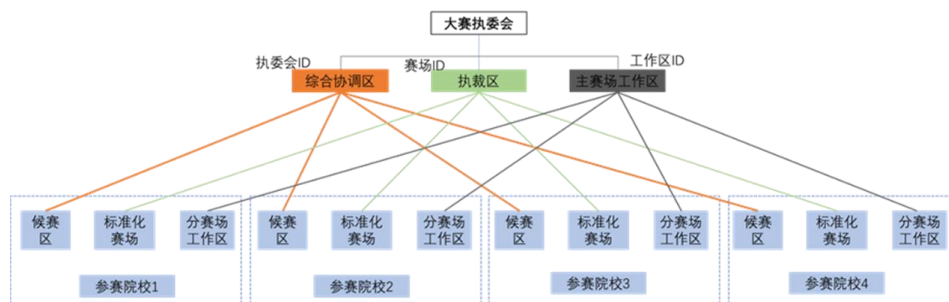 大赛执委会
执委会ID
赛场ID
工作区ID
综合协调区
执裁区
主赛场工作区
候赛
区
标准化
赛场
分赛场
工作区
候赛
区
标准化
赛场
分赛场
工作区
候赛
区
标准化
赛场
分赛场
工作区
候赛
区
标准化
赛场
分赛场
工作区
参赛院校1
参赛院校2
参赛院校3
参赛院校4